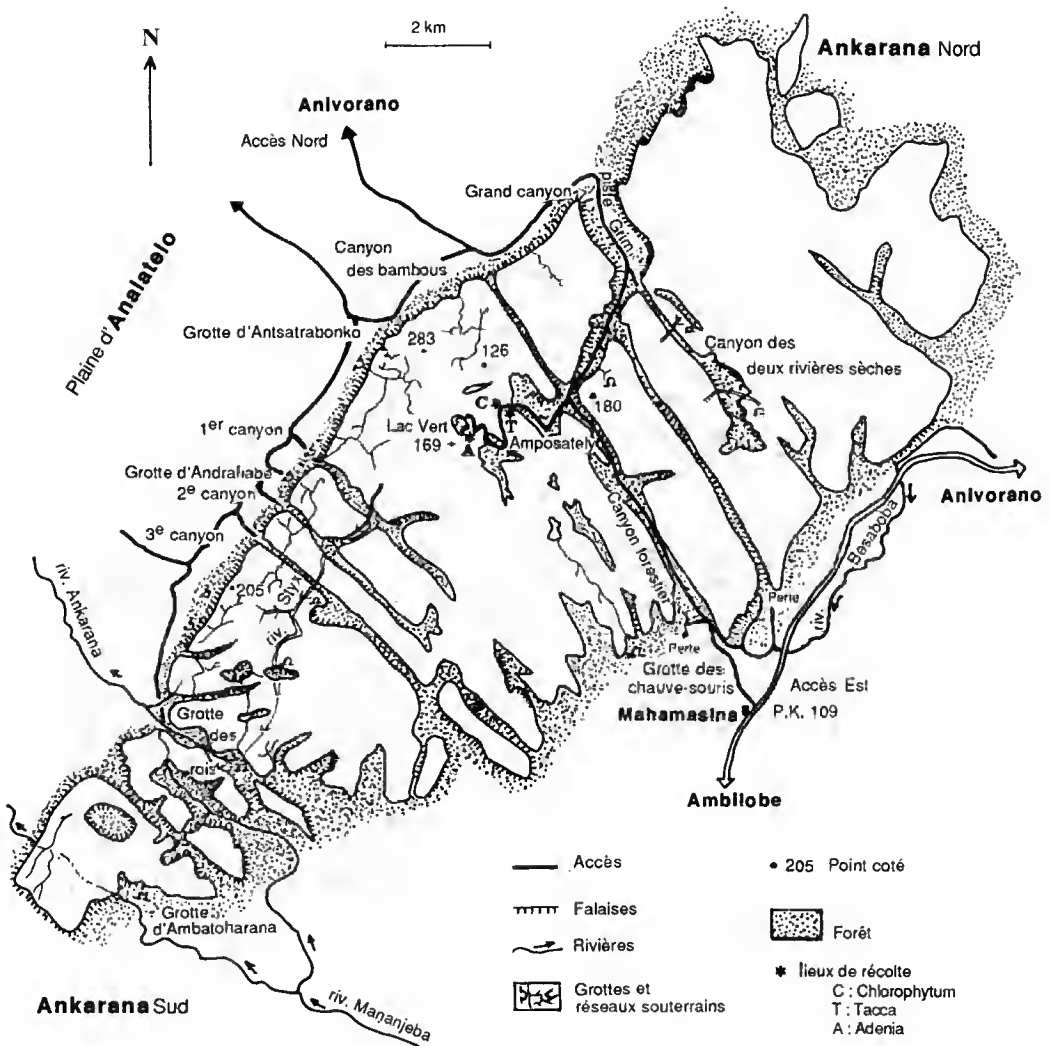 N
2 km
Ankarana Nord
Anivorano
Accès Nord
Grand canyon
piste Grim
Canyon
des bambous
Plaine d'Analatelo
Grotte d'Antsatrabonko
283
126
Canyon des
deux rivières sèches
180
C
T
Lac Vert
169
A
Amposately
1er canyon
Grotte d'Andrafiabe
2e canyon
3e canyon
Anivorano
riv. Besaboba
Canyon forestier
riv. Ankarana
205
riv. Styx
Perte
Perte
Grotte des
chauve-souris
Accès Est
Mahamasina
P.K. 109
Grotte
des
rois
Ambilobe
Grotte
d'Ambatoharana
Ankarana Sud
riv. Mananjeba
Accès
Falaises
Rivières
Grottes et
réseaux souterrains
205 Point coté
Forêt
* lieux de récolte
C : Chlorophytum
T : Tacca
A : Adenia